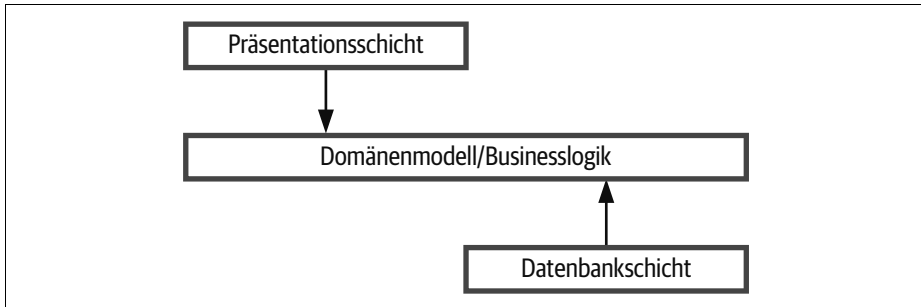 Präsentationsschicht
Domänenmodell/Businesslogik
Datenbankschicht